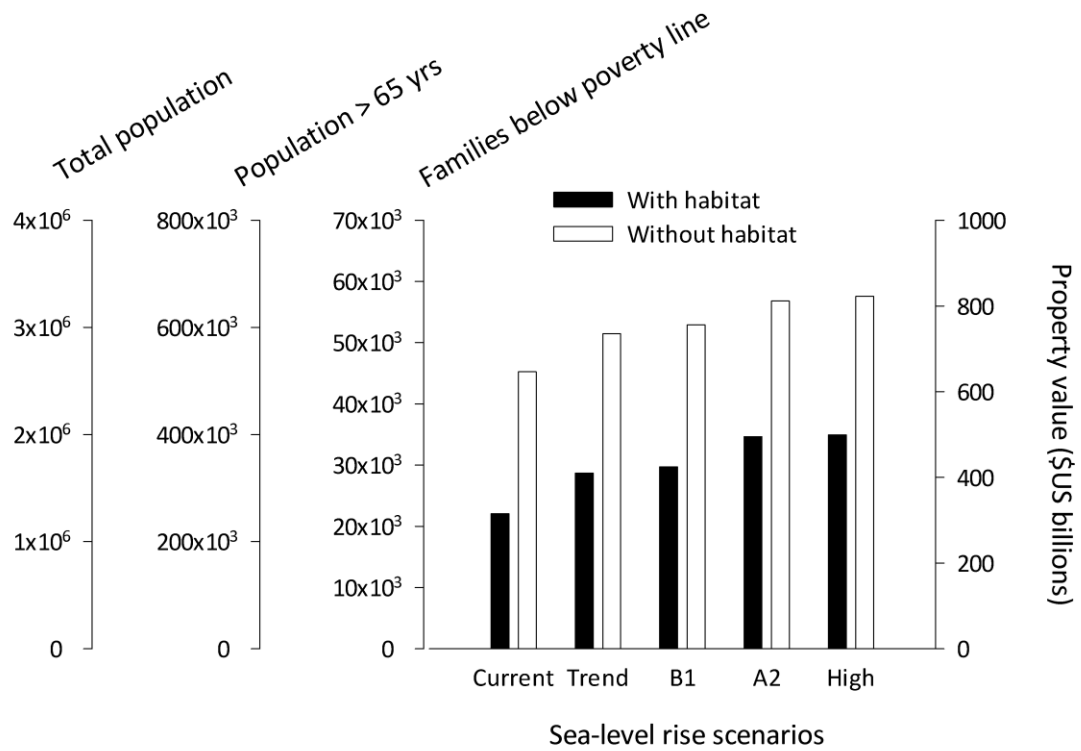 Total population
Population > 65 yrs
Families below poverty line
With habitat
Without habitat
4x10⁶
3x10⁶
2x10⁶
1x10⁶
0
800x10³
600x10³
400x10³
200x10³
0
70x10³
60x10³
50x10³
40x10³
30x10³
20x10³
10x10³
0
1000
800
600
400
200
0
Property value ($US billions)
Current Trend B1 A2 High
Sea-level rise scenarios